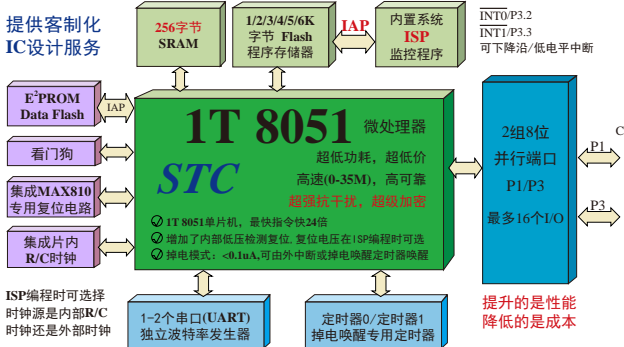 提供客制化
IC设计服务
256字节
SRAM
1/2/3/4/5/6K
字节 Flash
程序存储器
IAP
内置系统
ISP
监控程序
INT0/P3.2
INT1/P3.3
可下降沿/低电平中断
E²PROM
Data Flash
IAP
看门狗
集成MAX810
专用复位电路
集成片内
R/C时钟
1T 8051 微处理器
STC
超低功耗，超低价
高速(0-35M)，高可靠
超强抗干扰，超级加密
1T 8051单片机，最快指令快24倍
增加了内部低压检测复位.复位电压在ISP编程时可选
掉电模式：<0.1uA,可由外中断或掉电唤醒定时器唤醒
2组8位
并行端口
P1/P3
最多16个I/O
P1
C
P3
ISP编程时可选择
时钟源是内部R/C
时钟还是外部时钟
1-2个串口(UART)
独立波特率发生器
定时器0/定时器1
掉电唤醒专用定时器
提升的是性能
降低的是成本